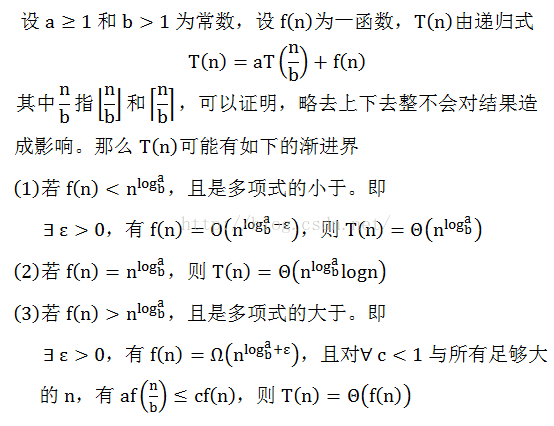 设 a ≥ 1 和 b > 1 为常数，设 f(n) 为一函数，T(n) 由递归式
T(n) = aT(n/b) + f(n)
其中 n/b 指 ⌊n/b⌋ 和 ⌈n/b⌉，可以证明，略去上下去整不会对结果造
成影响。那么 T(n) 可能有如下的渐进界
(1)若 f(n) < n^(log_b^a)，且是多项式的小于。即
∃ ε > 0，有 f(n) = O(n^(log_b^a−ε))，则 T(n) = Θ(n^(log_b^a))
(2)若 f(n) = n^(log_b^a)，则 T(n) = Θ(n^(log_b^a) logn)
(3)若 f(n) > n^(log_b^a)，且是多项式的大于。即
∃ ε > 0，有 f(n) = Ω(n^(log_b^a+ε))，且对∀ c < 1 与所有足够大
的 n，有 af(n/b) ≤ cf(n)，则 T(n) = Θ(f(n))